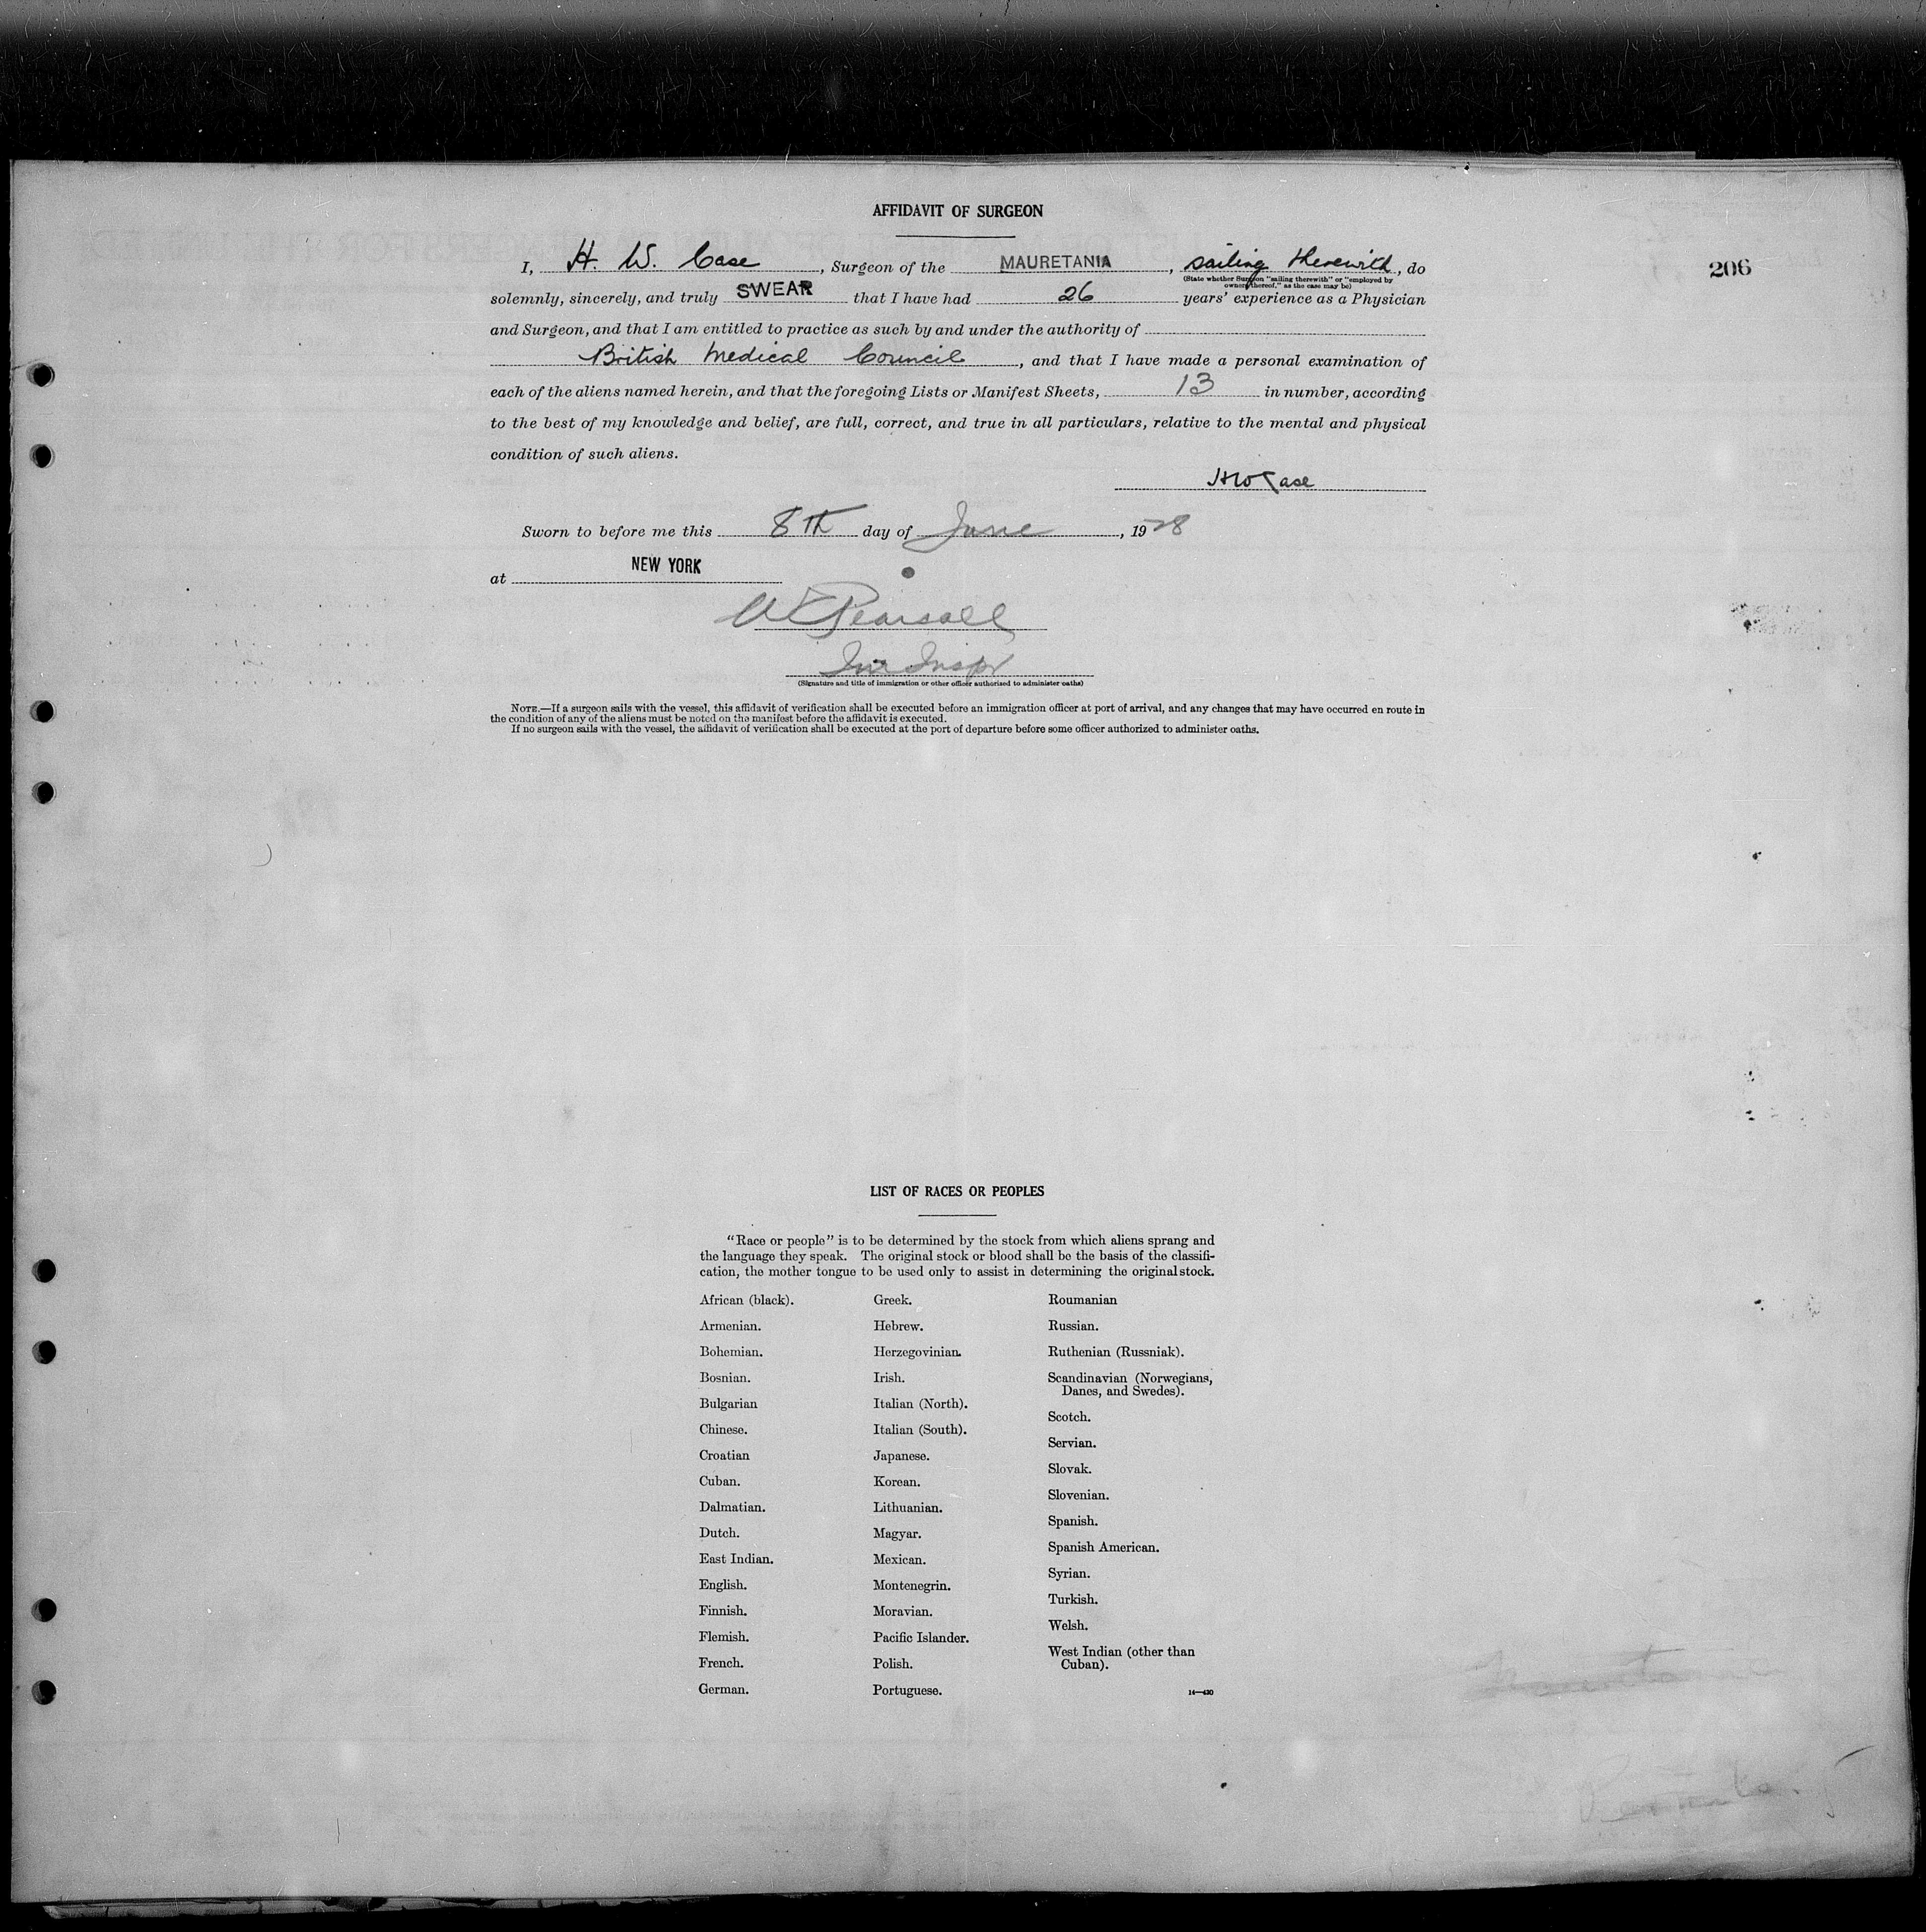 AFFIDAVIT OF SURGEON
I, H. W. Case, Surgeon of the MAURETANIA, sailing therewith, do
(State whether Surgeon "sailing therewith" or "employed by
owners thereof," as the case may be)
206
solemnly, sincerely, and truly SWEAR that I have had 26 years' experience as a Physician
and Surgeon, and that I am entitled to practice as such by and under the authority of
British Medical Council, and that I have made a personal examination of
each of the aliens named herein, and that the foregoing Lists or Manifest Sheets, 13 in number, according
to the best of my knowledge and belief, are full, correct, and true in all particulars, relative to the mental and physical
condition of such aliens.
HW Case
Sworn to before me this 8th day of June, 1928
at NEW YORK
Pearsall
Imm Inspr
(Signature and title of immigration or other officer authorized to administer oaths)
NOTE.—If a surgeon sails with the vessel, this affidavit of verification shall be executed before an immigration officer at port of arrival, and any changes that may have occurred en route in
the condition of any of the aliens must be noted on the manifest before the affidavit is executed.
If no surgeon sails with the vessel, the affidavit of verification shall be executed at the port of departure before some officer authorized to administer oaths.
LIST OF RACES OR PEOPLES
"Race or people" is to be determined by the stock from which aliens sprang and
the language they speak. The original stock or blood shall be the basis of the classifi-
cation, the mother tongue to be used only to assist in determining the original stock.
African (black).
Armenian.
Bohemian.
Bosnian.
Bulgarian
Chinese.
Croatian
Cuban.
Dalmatian.
Dutch.
East Indian.
English.
Finnish.
Flemish.
French.
German.
Greek.
Hebrew.
Herzegovinian.
Irish.
Italian (North).
Italian (South).
Japanese.
Korean.
Lithuanian.
Magyar.
Mexican.
Montenegrin.
Moravian.
Pacific Islander.
Polish.
Portuguese.
Roumanian
Russian.
Ruthenian (Russniak).
Scandinavian (Norwegians,
Danes, and Swedes).
Scotch.
Servian.
Slovak.
Slovenian.
Spanish.
Spanish American.
Syrian.
Turkish.
Welsh.
West Indian (other than
Cuban).
14—430